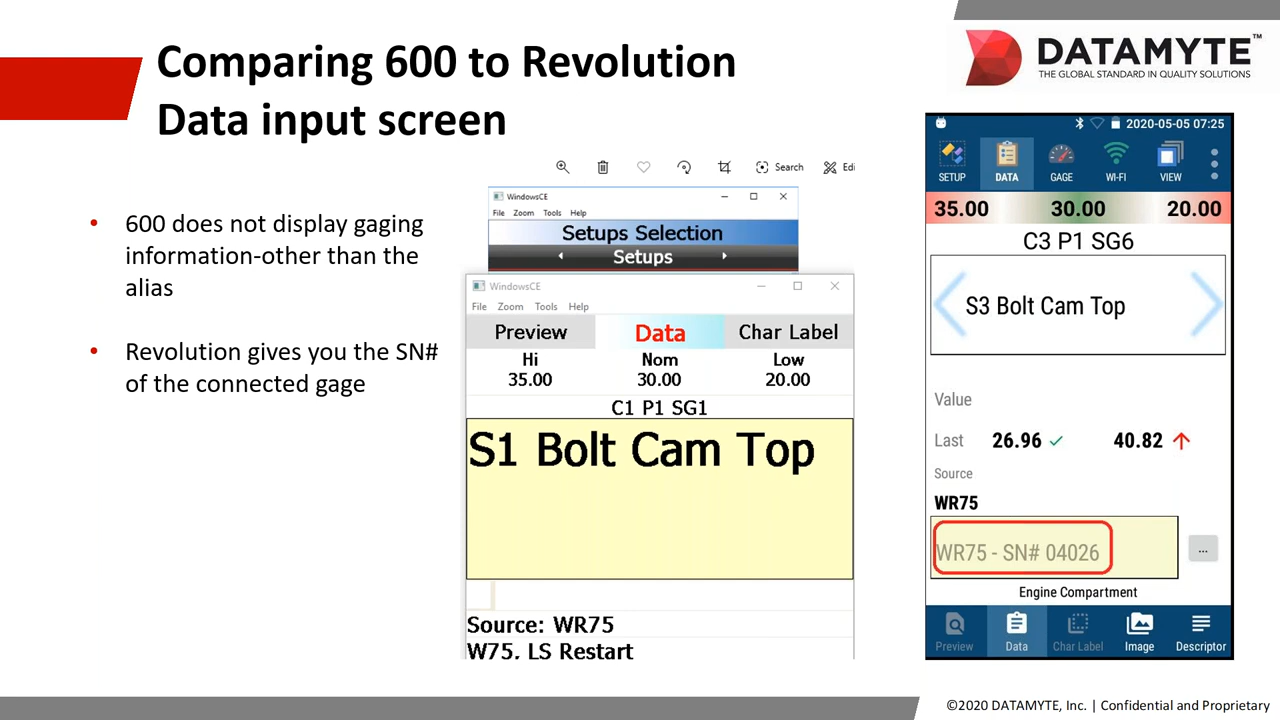 Comparing 600 to Revolution
Data input screen
DATAMYTE™
THE GLOBAL STANDARD IN QUALITY SOLUTIONS
• 600 does not display gaging
information-other than the
alias
• Revolution gives you the SN#
of the connected gage
Search
Edi
WindowsCE
File Zoom Tools Help
Setups Selection
Setups
WindowsCE
File Zoom Tools Help
Preview Data Char Label
Hi Nom Low
35.00 30.00 20.00
C1 P1 SG1
S1 Bolt Cam Top
Source: WR75
W75, LS Restart
2020-05-05 07:25
SETUP DATA GAGE WI-FI VIEW
35.00 30.00 20.00
C3 P1 SG6
S3 Bolt Cam Top
Value
Last 26.96 40.82
Source
WR75
WR75 - SN# 04026
...
Engine Compartment
Preview Data Char Label Image Descriptor
©2020 DATAMYTE, Inc. | Confidential and Proprietary